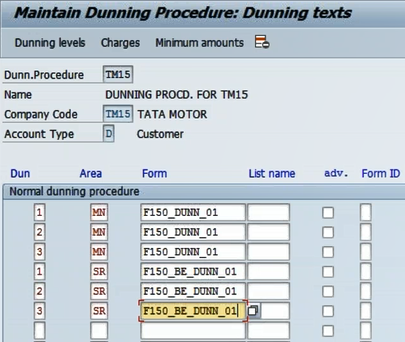 Maintain Dunning Procedure: Dunning texts
Dunning levels Charges Minimum amounts
Dunn.Procedure TM15
Name DUNNING PROCD. FOR TM15
Company Code TM15 TATA MOTOR
Account Type D Customer
Dun Area Form List name adv. Form ID
Normal dunning procedure
1 MN F150_DUNN_01
2 MN F150_DUNN_01
3 MN F150_DUNN_01
1 SR F150_BE_DUNN_01
2 SR F150_BE_DUNN_01
3 SR F150_BE_DUNN_01